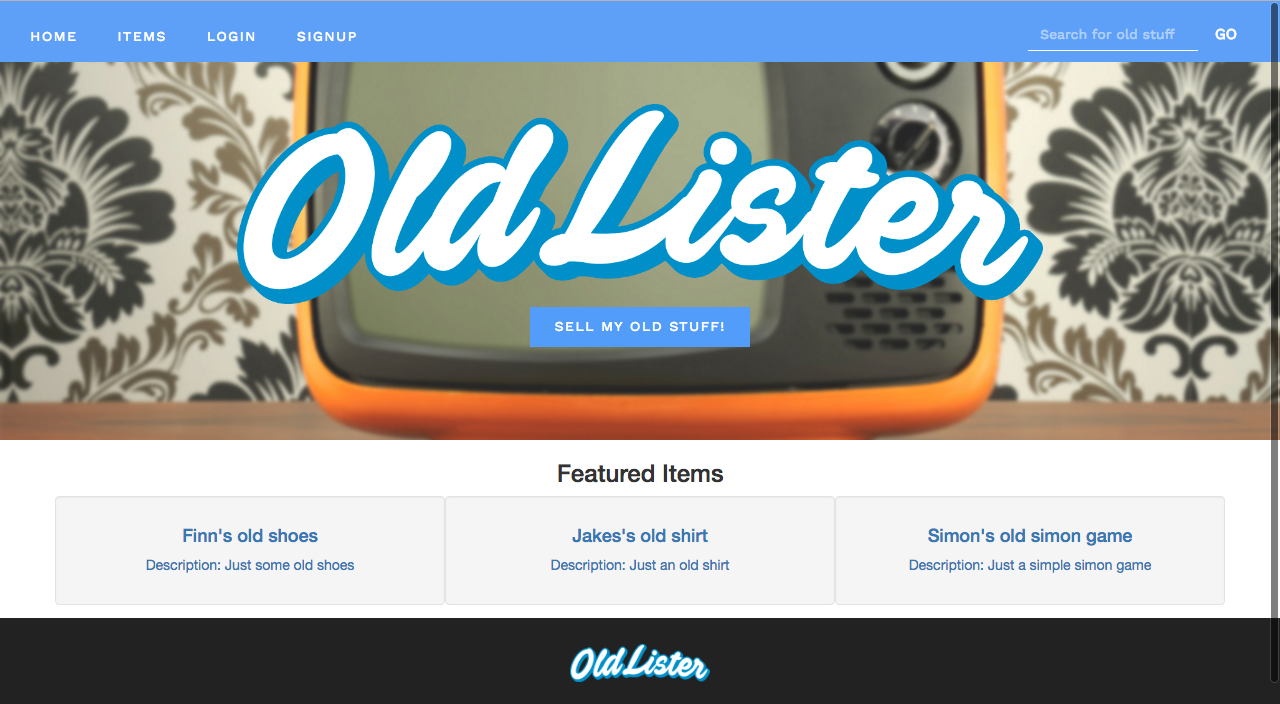 HOME ITEMS LOGIN SIGNUP Search for old stuff GO
Old Lister
SELL MY OLD STUFF!
Featured Items
Finn's old shoes Jakes's old shirt Simon's old simon game
Description: Just some old shoes Description: Just an old shirt Description: Just a simple simon game
Old Lister